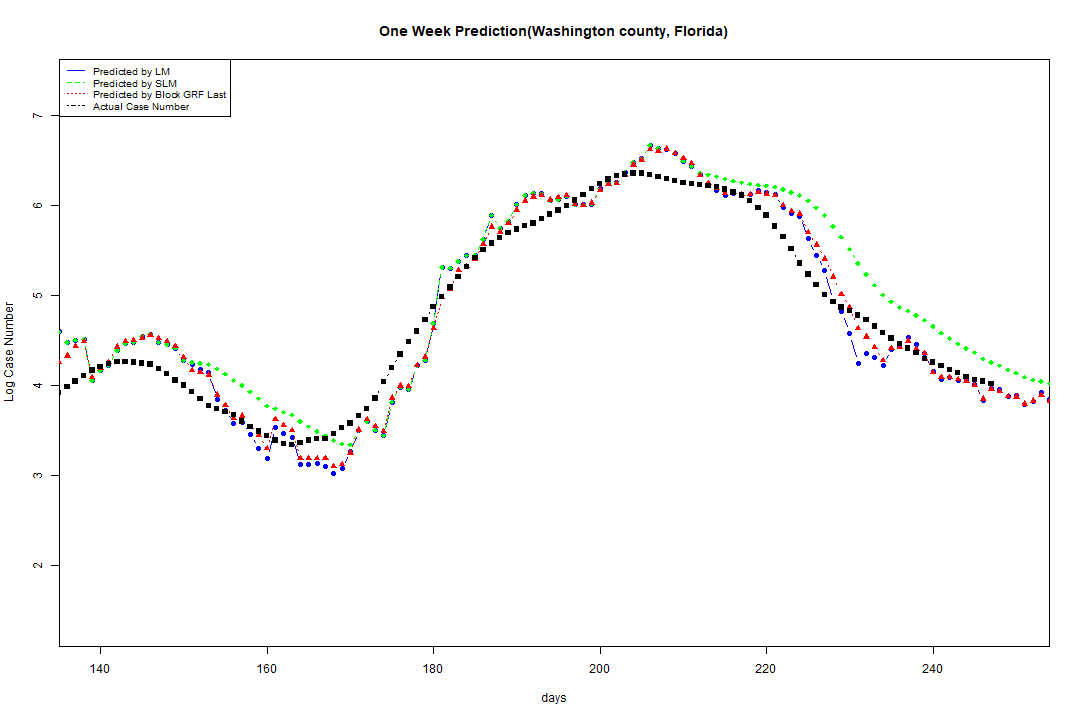 One Week Prediction(Washington county, Florida)
Predicted by LM
Predicted by SLM
Predicted by Block GRF Last
Actual Case Number
7
6
5
4
3
2
Log Case Number
140 160 180 200 220 240
days